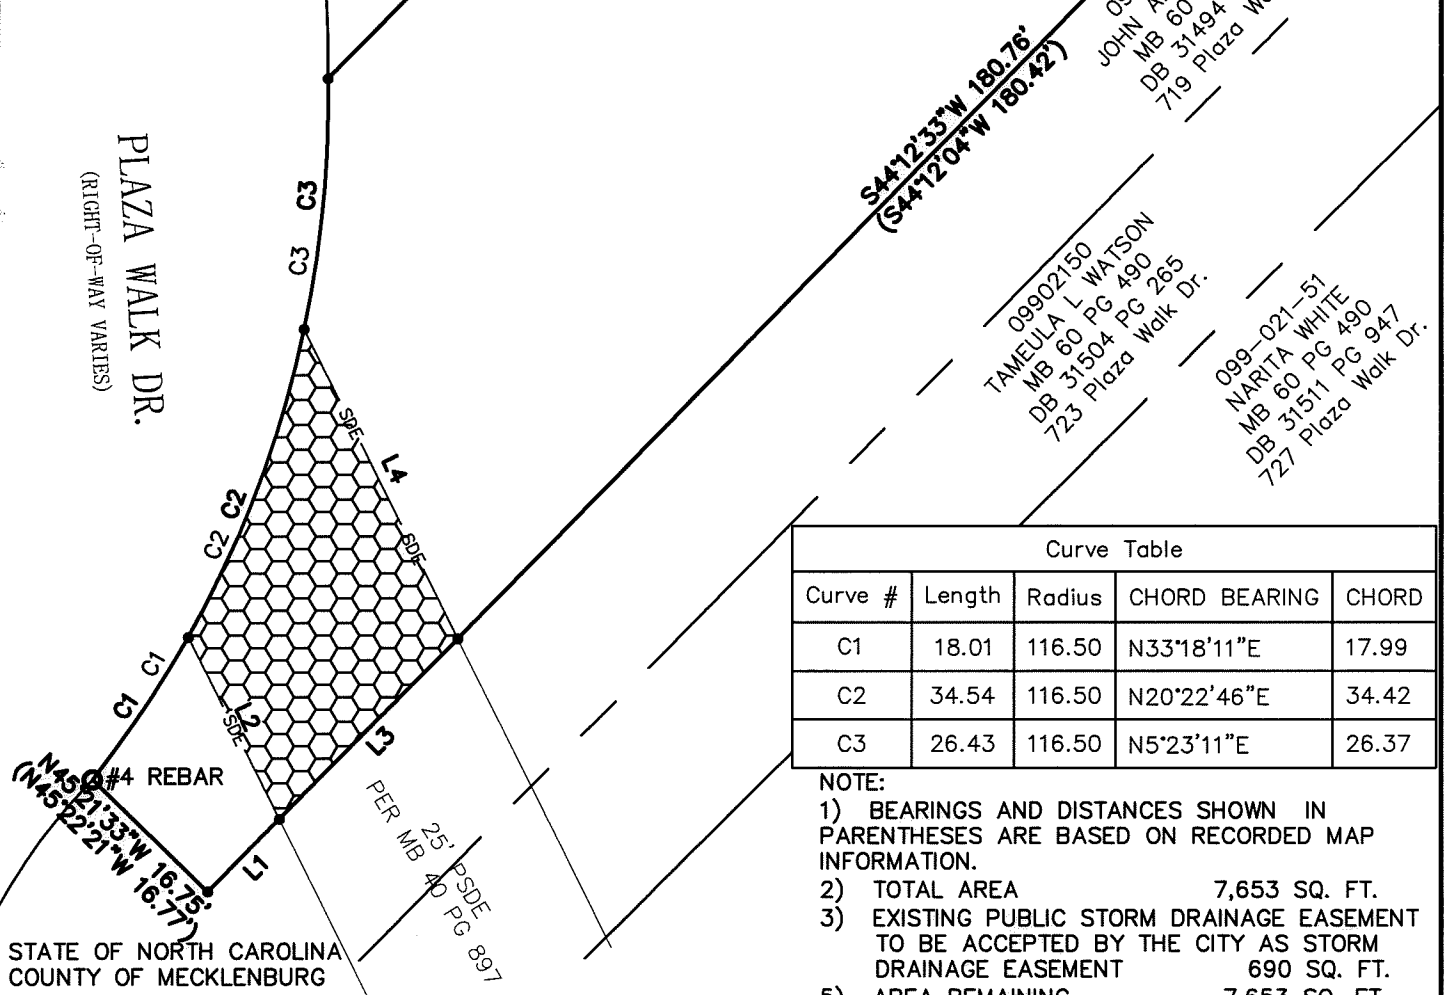 PLAZA WALK DR.
(RIGHT-OF-WAY VARIES)
C3
C3
C2
C2
C1
C1
SDE
L4
SDE
L2
SDE
L3
L1
#4 REBAR
N45°21'33"W 16.75'
(N45°22'21"W 16.77')
S44°12'33"W 180.76'
(S44°12'04"W 180.42')
MB 60
DB 31494
719 Plaza
09902150
TAMEULA L WATSON
MB 60 PG 490
DB 31504 PG 265
723 Plaza Walk Dr.
099-021-51
NARITA WHITE
MB 60 PG 490
DB 31511 PG 947
727 Plaza Walk Dr.
25' PSDE
PER MB 40 PG 897
STATE OF NORTH CAROLINA
COUNTY OF MECKLENBURG
Curve Table
Curve # Length Radius CHORD BEARING CHORD
C1 18.01 116.50 N33°18'11"E 17.99
C2 34.54 116.50 N20°22'46"E 34.42
C3 26.43 116.50 N5°23'11"E 26.37
NOTE:
1) BEARINGS AND DISTANCES SHOWN IN
PARENTHESES ARE BASED ON RECORDED MAP
INFORMATION.
2) TOTAL AREA 7,653 SQ. FT.
3) EXISTING PUBLIC STORM DRAINAGE EASEMENT
TO BE ACCEPTED BY THE CITY AS STORM
DRAINAGE EASEMENT 690 SQ. FT.
5) AREA REMAINING 7,653 SQ. FT.